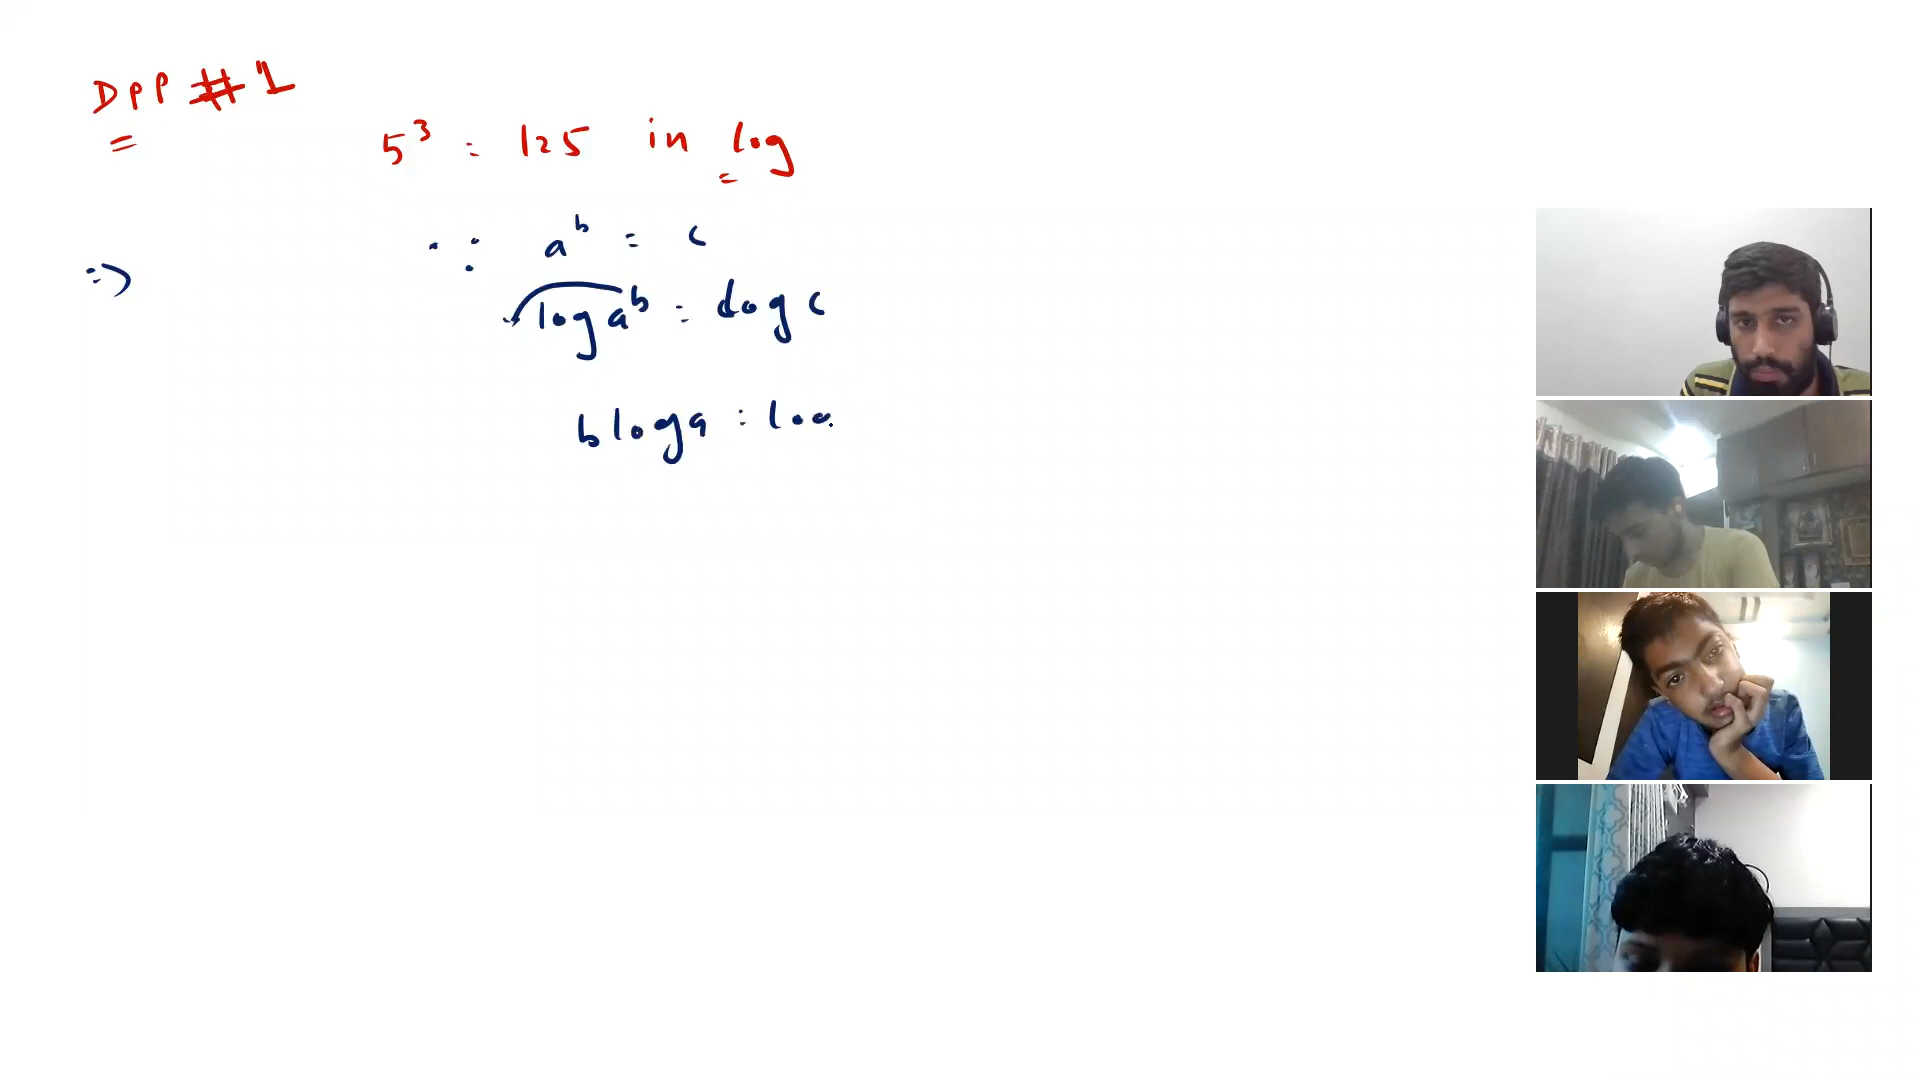 DPP #1
=
5³ = 125 in log
=
∵ a^b = c
=>
log a^b = log c
b log a = log